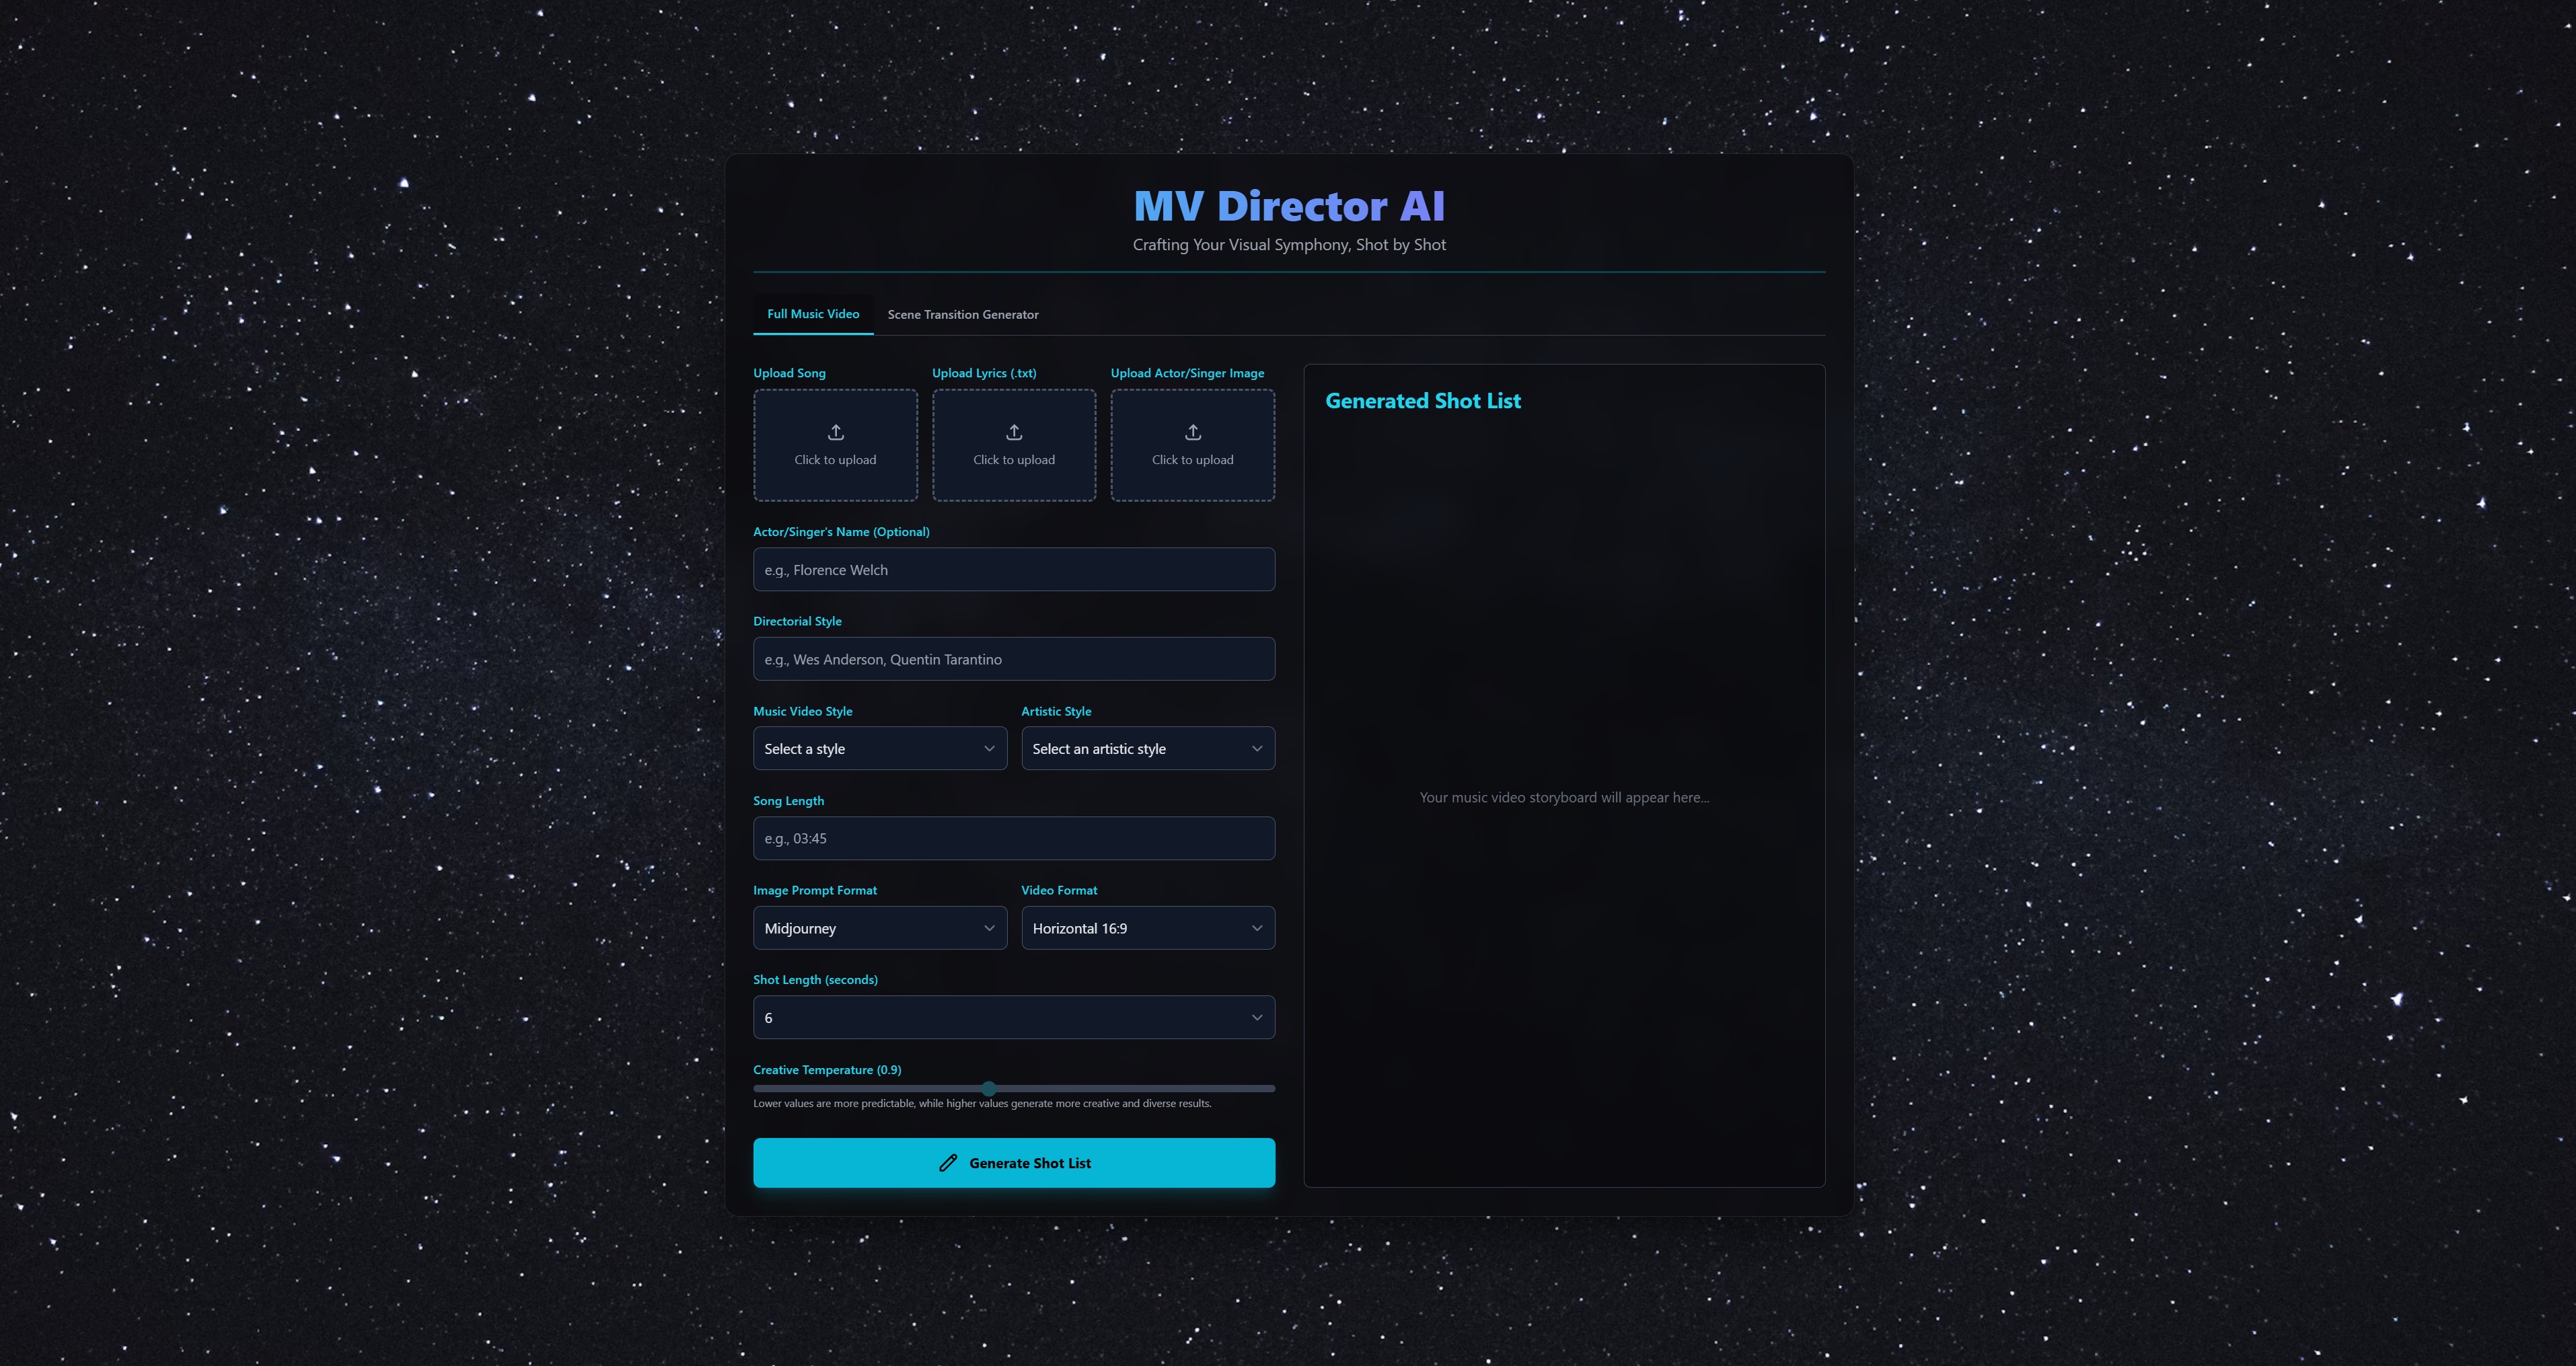 MV Director AI
Crafting Your Visual Symphony, Shot by Shot
Full Music Video
Scene Transition Generator
Upload Song
Upload Lyrics (.txt)
Upload Actor/Singer Image
Click to upload
Click to upload
Click to upload
Actor/Singer's Name (Optional)
e.g., Florence Welch
Directorial Style
e.g., Wes Anderson, Quentin Tarantino
Music Video Style
Artistic Style
Select a style
Select an artistic style
Song Length
e.g., 03:45
Image Prompt Format
Video Format
Midjourney
Horizontal 16:9
Shot Length (seconds)
6
Creative Temperature (0.9)
Lower values are more predictable, while higher values generate more creative and diverse results.
Generate Shot List
Generated Shot List
Your music video storyboard will appear here...